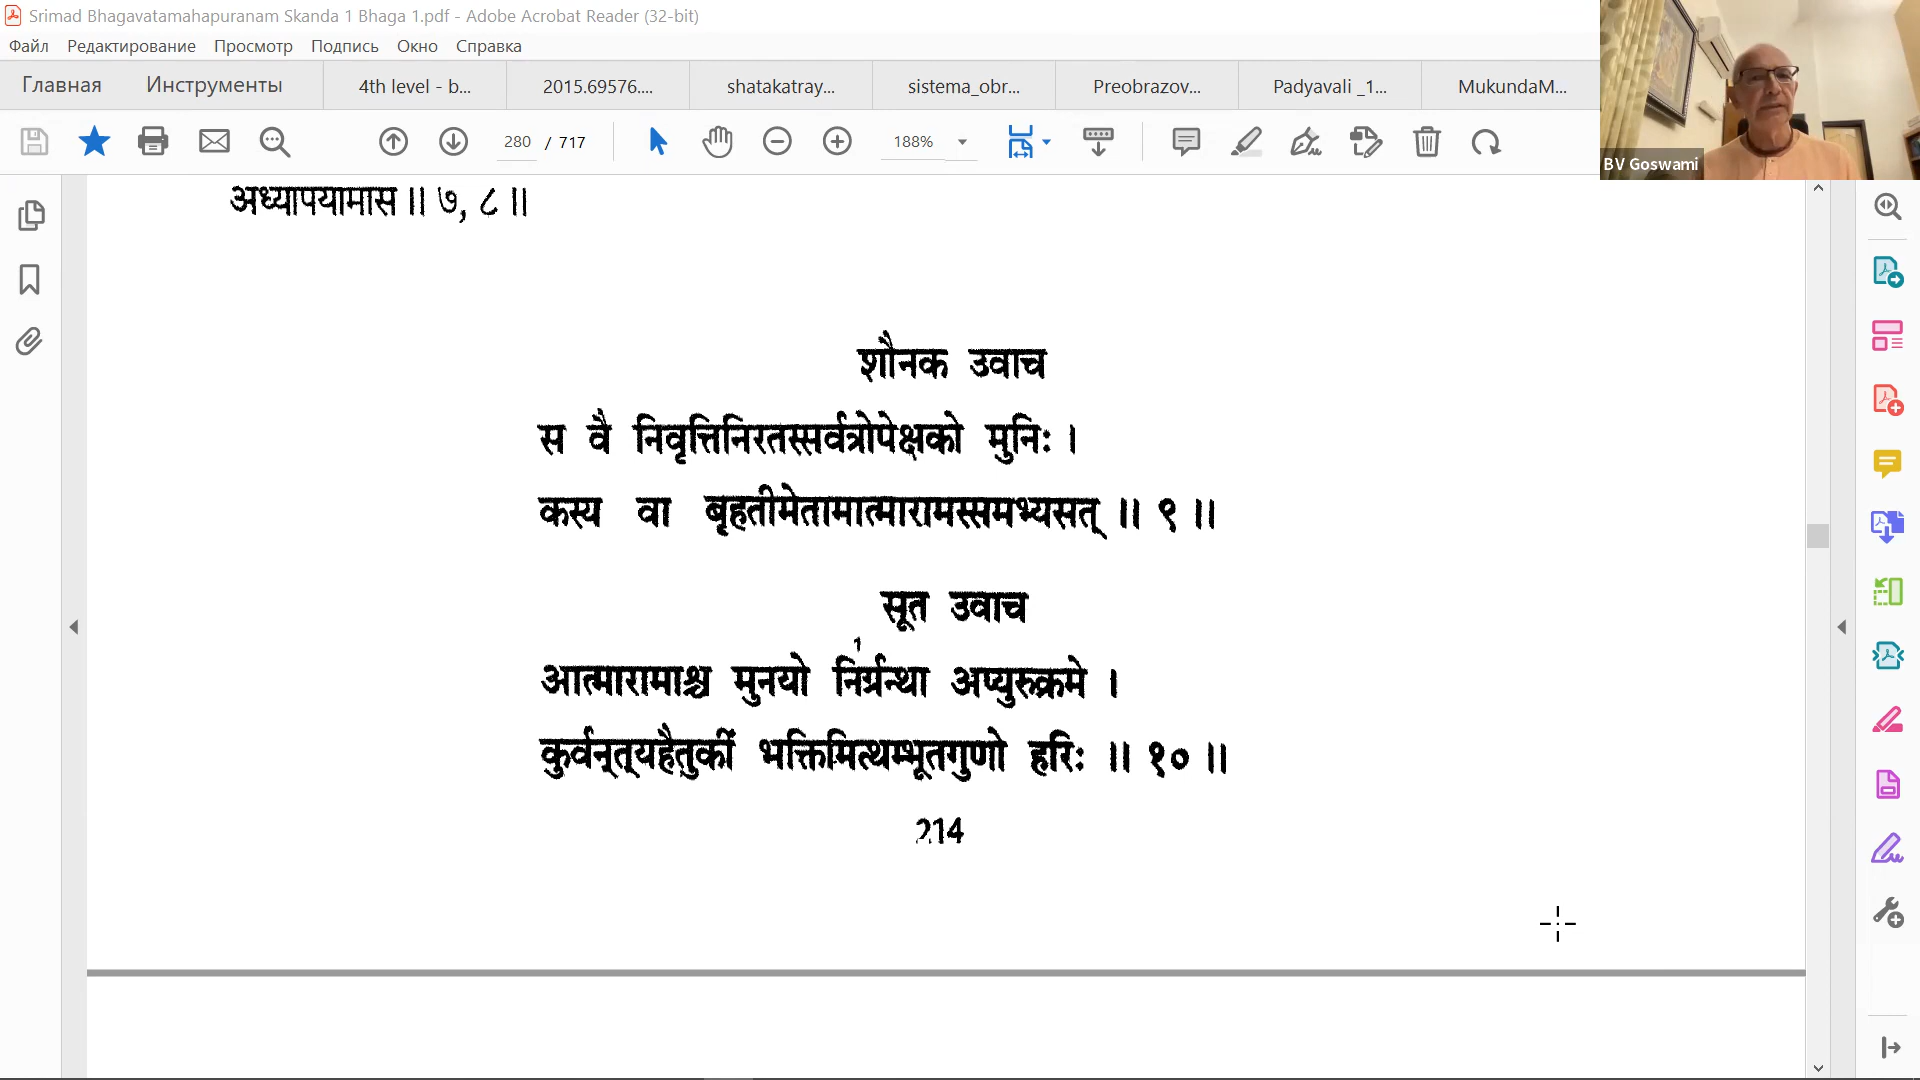 Srimad Bhagavatamahapuranam Skanda 1 Bhaga 1.pdf - Adobe Acrobat Reader (32-bit)
Файл Редактирование Просмотр Подпись Окно Справка
Главная Инструменты 4th level - b... 2015.69576.... shatakatray... sistema_obr... Preobrazov... Padyavali _1... MukundaM...
280 / 717 188%
BV Goswami
अध्यापयामास ॥ ७, ८ ॥
शौनक उवाच
स वै निवृत्तिनिरतस्सर्वत्रोपेक्षको मुनिः ।
कस्य वा बृहतीमेतामात्मारामस्समभ्यसत् ॥ ९ ॥
सूत उवाच
आत्मारामाश्च मुनयो निर्ग्रन्था अप्युरुक्रमे ।
कुर्वन्त्यहैतुकीं भक्तिमित्थम्भूतगुणो हरिः ॥ १० ॥
214